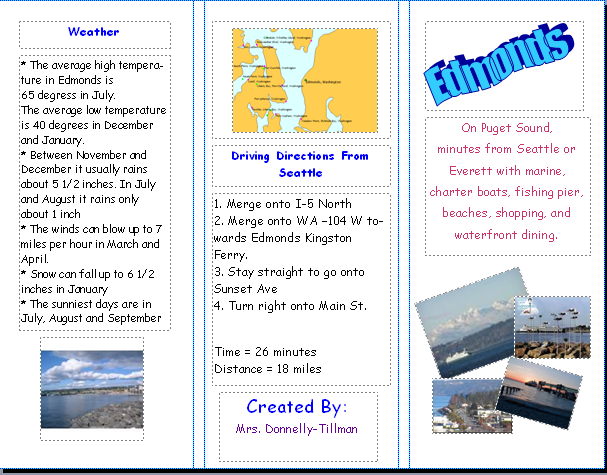 Weather
* The average high tempera-
ture in Edmonds is
65 degress in July.
The average low temperature
is 40 degrees in December
and January.
* Between November and
December it usually rains
about 5 1/2 inches. In July
and August it rains only
about 1 inch
* The winds can blow up to 7
miles per hour in March and
April.
* Snow can fall up to 6 1/2
inches in January
* The sunniest days are in
July, August and September
Driving Directions From
Seattle
1. Merge onto I-5 North
2. Merge onto WA -104 W to-
wards Edmonds Kingston
Ferry.
3. Stay straight to go onto
Sunset Ave
4. Turn right onto Main St.
Time = 26 minutes
Distance = 18 miles
Created By:
Mrs. Donnelly-Tillman
Edmonds
On Puget Sound,
minutes from Seattle or
Everett with marine,
charter boats, fishing pier,
beaches, shopping, and
waterfront dining.